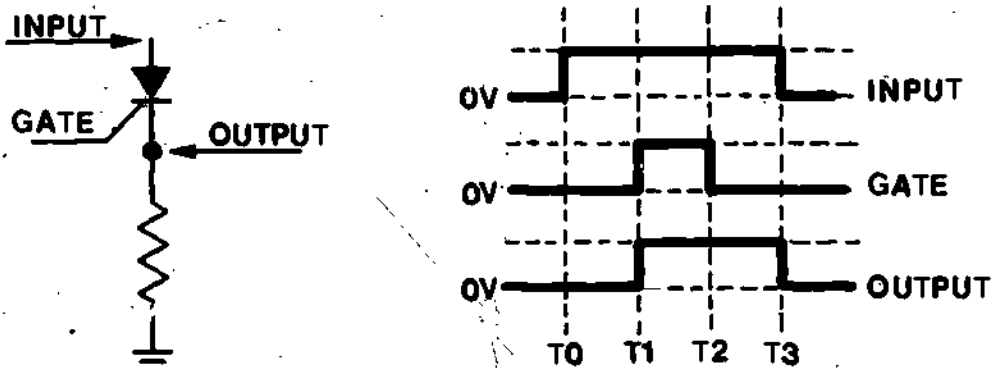 INPUT
GATE
OUTPUT
0V
INPUT
0V
GATE
0V
OUTPUT
T0 T1 T2 T3